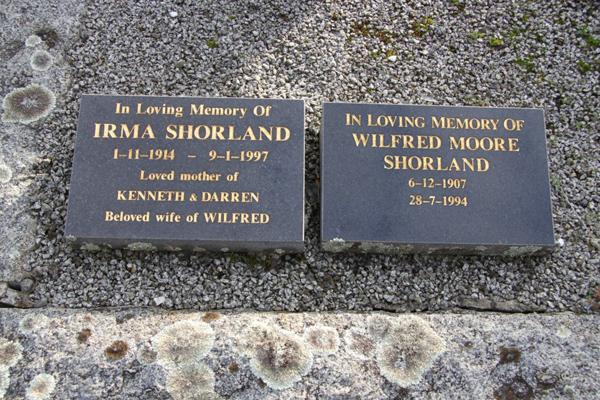 In Loving Memory Of
IRMA SHORLAND
1-11-1914 – 9-1-1997
Loved mother of
KENNETH & DARREN
Beloved wife of WILFRED
IN LOVING MEMORY OF
WILFRED MOORE
SHORLAND
6-12-1907
28-7-1994